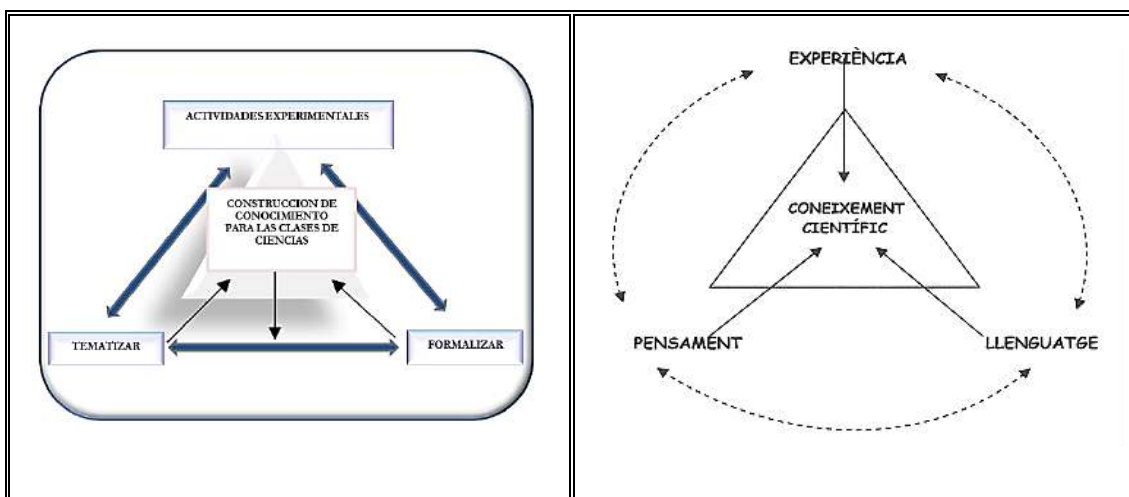 ACTIVIDADES EXPERIMENTALES
CONSTRUCCION DE
CONOCIMIENTO
PARA LAS CLASES DE
CIENCIAS
TEMATIZAR
FORMALIZAR
EXPERIÈNCIA
CONEIXEMENT
CIENTÍFIC
PENSAMENT
LLENGUATGE